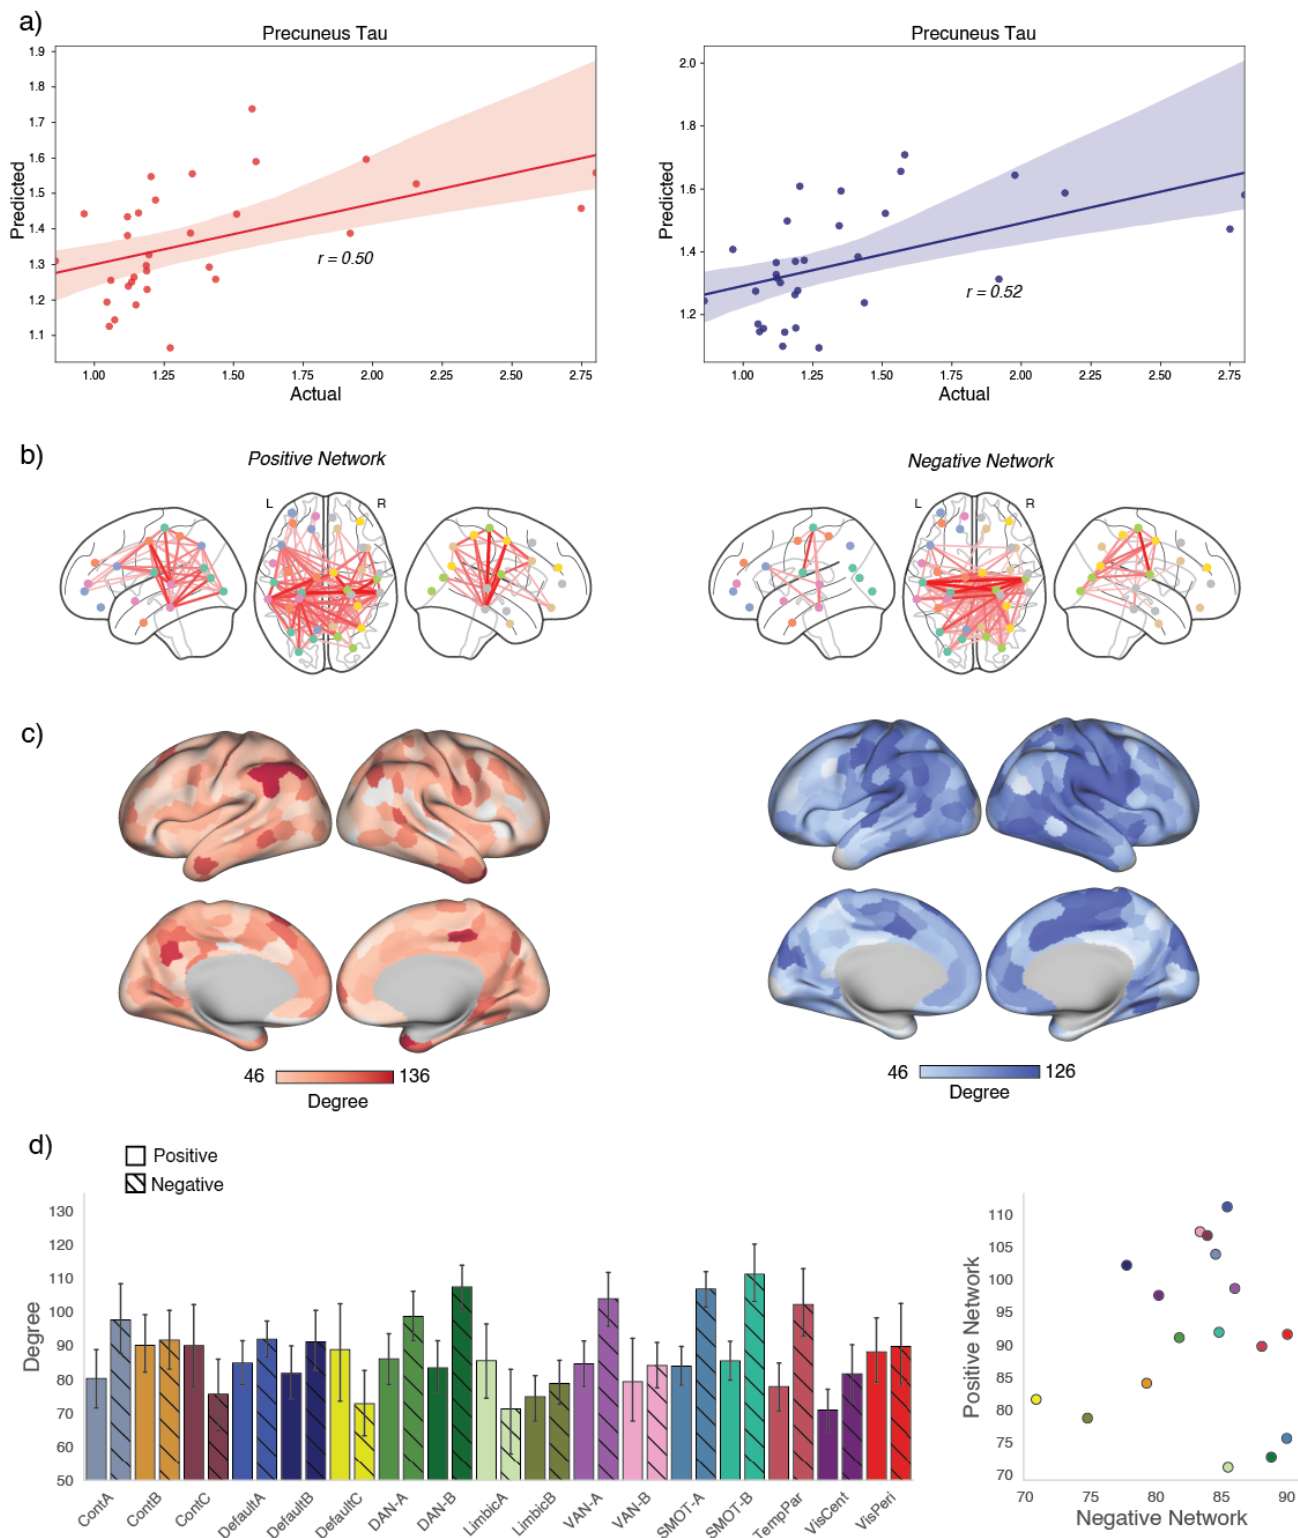 a)
Precuneus Tau
1.9
1.8
1.7
1.6
1.5
1.4
1.3
1.2
1.1
Predicted
r = 0.50
1.00 1.25 1.50 1.75 2.00 2.25 2.50 2.75
Actual
Precuneus Tau
2.0
1.8
1.6
1.4
1.2
Predicted
r = 0.52
1.00 1.25 1.50 1.75 2.00 2.25 2.50 2.75
Actual
b)
Positive Network
L R
Negative Network
L R
c)
46 136
Degree
46 126
Degree
d)
Positive
Negative
130
120
110
100
90
80
70
60
50
Degree
ContA ContB ContC DefaultA DefaultB DefaultC DAN-A DAN-B LimbicA LimbicB VAN-A VAN-B SMOT-A SMOT-B TempPar VisCent VisPeri
110
105
100
95
90
85
80
75
70
Positive Network
70 75 80 85 90
Negative Network